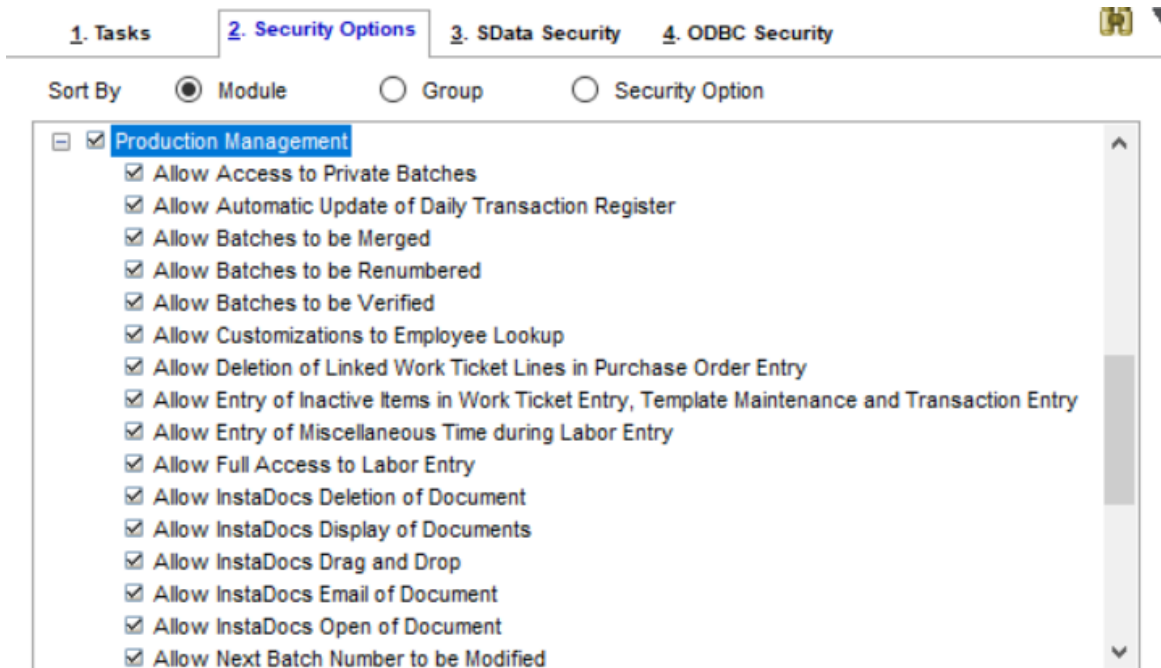 1. Tasks 2. Security Options 3. SData Security 4. ODBC Security
Sort By Module Group Security Option
Production Management
Allow Access to Private Batches
Allow Automatic Update of Daily Transaction Register
Allow Batches to be Merged
Allow Batches to be Renumbered
Allow Batches to be Verified
Allow Customizations to Employee Lookup
Allow Deletion of Linked Work Ticket Lines in Purchase Order Entry
Allow Entry of Inactive Items in Work Ticket Entry, Template Maintenance and Transaction Entry
Allow Entry of Miscellaneous Time during Labor Entry
Allow Full Access to Labor Entry
Allow InstaDocs Deletion of Document
Allow InstaDocs Display of Documents
Allow InstaDocs Drag and Drop
Allow InstaDocs Email of Document
Allow InstaDocs Open of Document
Allow Next Batch Number to be Modified